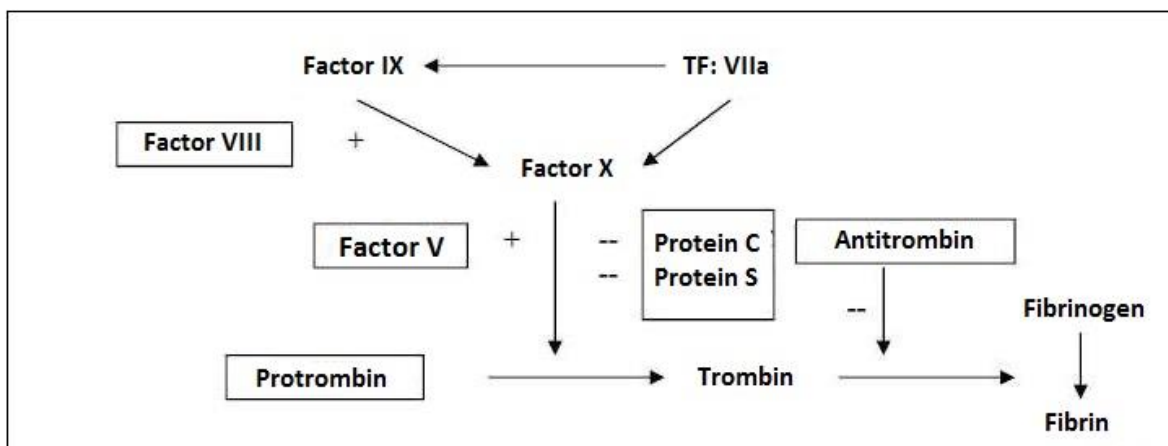 Factor IX
TF: VIIa
Factor VIII
+
Factor X
Factor V
+
--
Protein C
Antitrombin
--
Protein S
--
Fibrinogen
Protrombin
Trombin
Fibrin